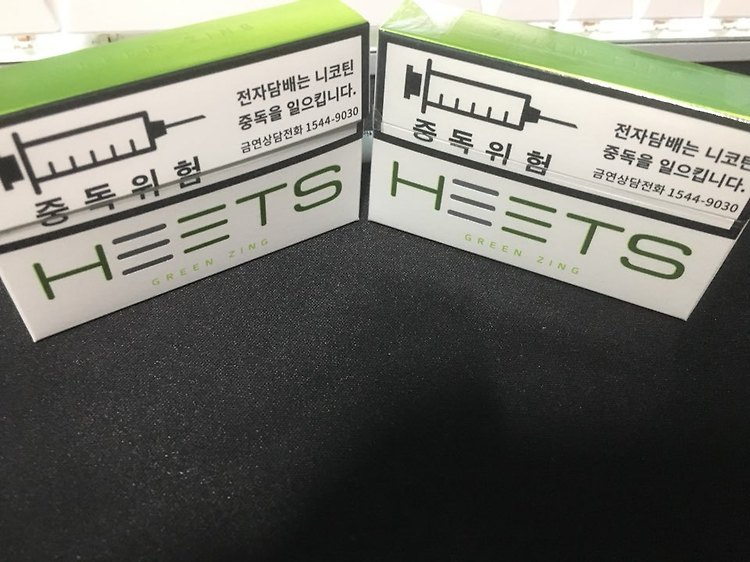 전자담배는 니코틴
중독을 일으킵니다.
금연상담전화 1544-9030
중독위험
HEETS
GREEN ZING
전자담배는 니코틴
중독을 일으킵니다.
금연상담전화 1544-9030
중독위험
HEETS
GREEN ZING